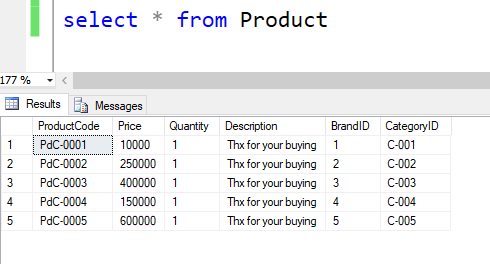 select * from Product
177 %
Results Messages
ProductCode Price Quantity Description BrandID CategoryID
1 PdC-0001 10000 1 Thx for your buying 1 C-001
2 PdC-0002 250000 1 Thx for your buying 2 C-002
3 PdC-0003 400000 1 Thx for your buying 3 C-003
4 PdC-0004 150000 1 Thx for your buying 4 C-004
5 PdC-0005 600000 1 Thx for your buying 5 C-005